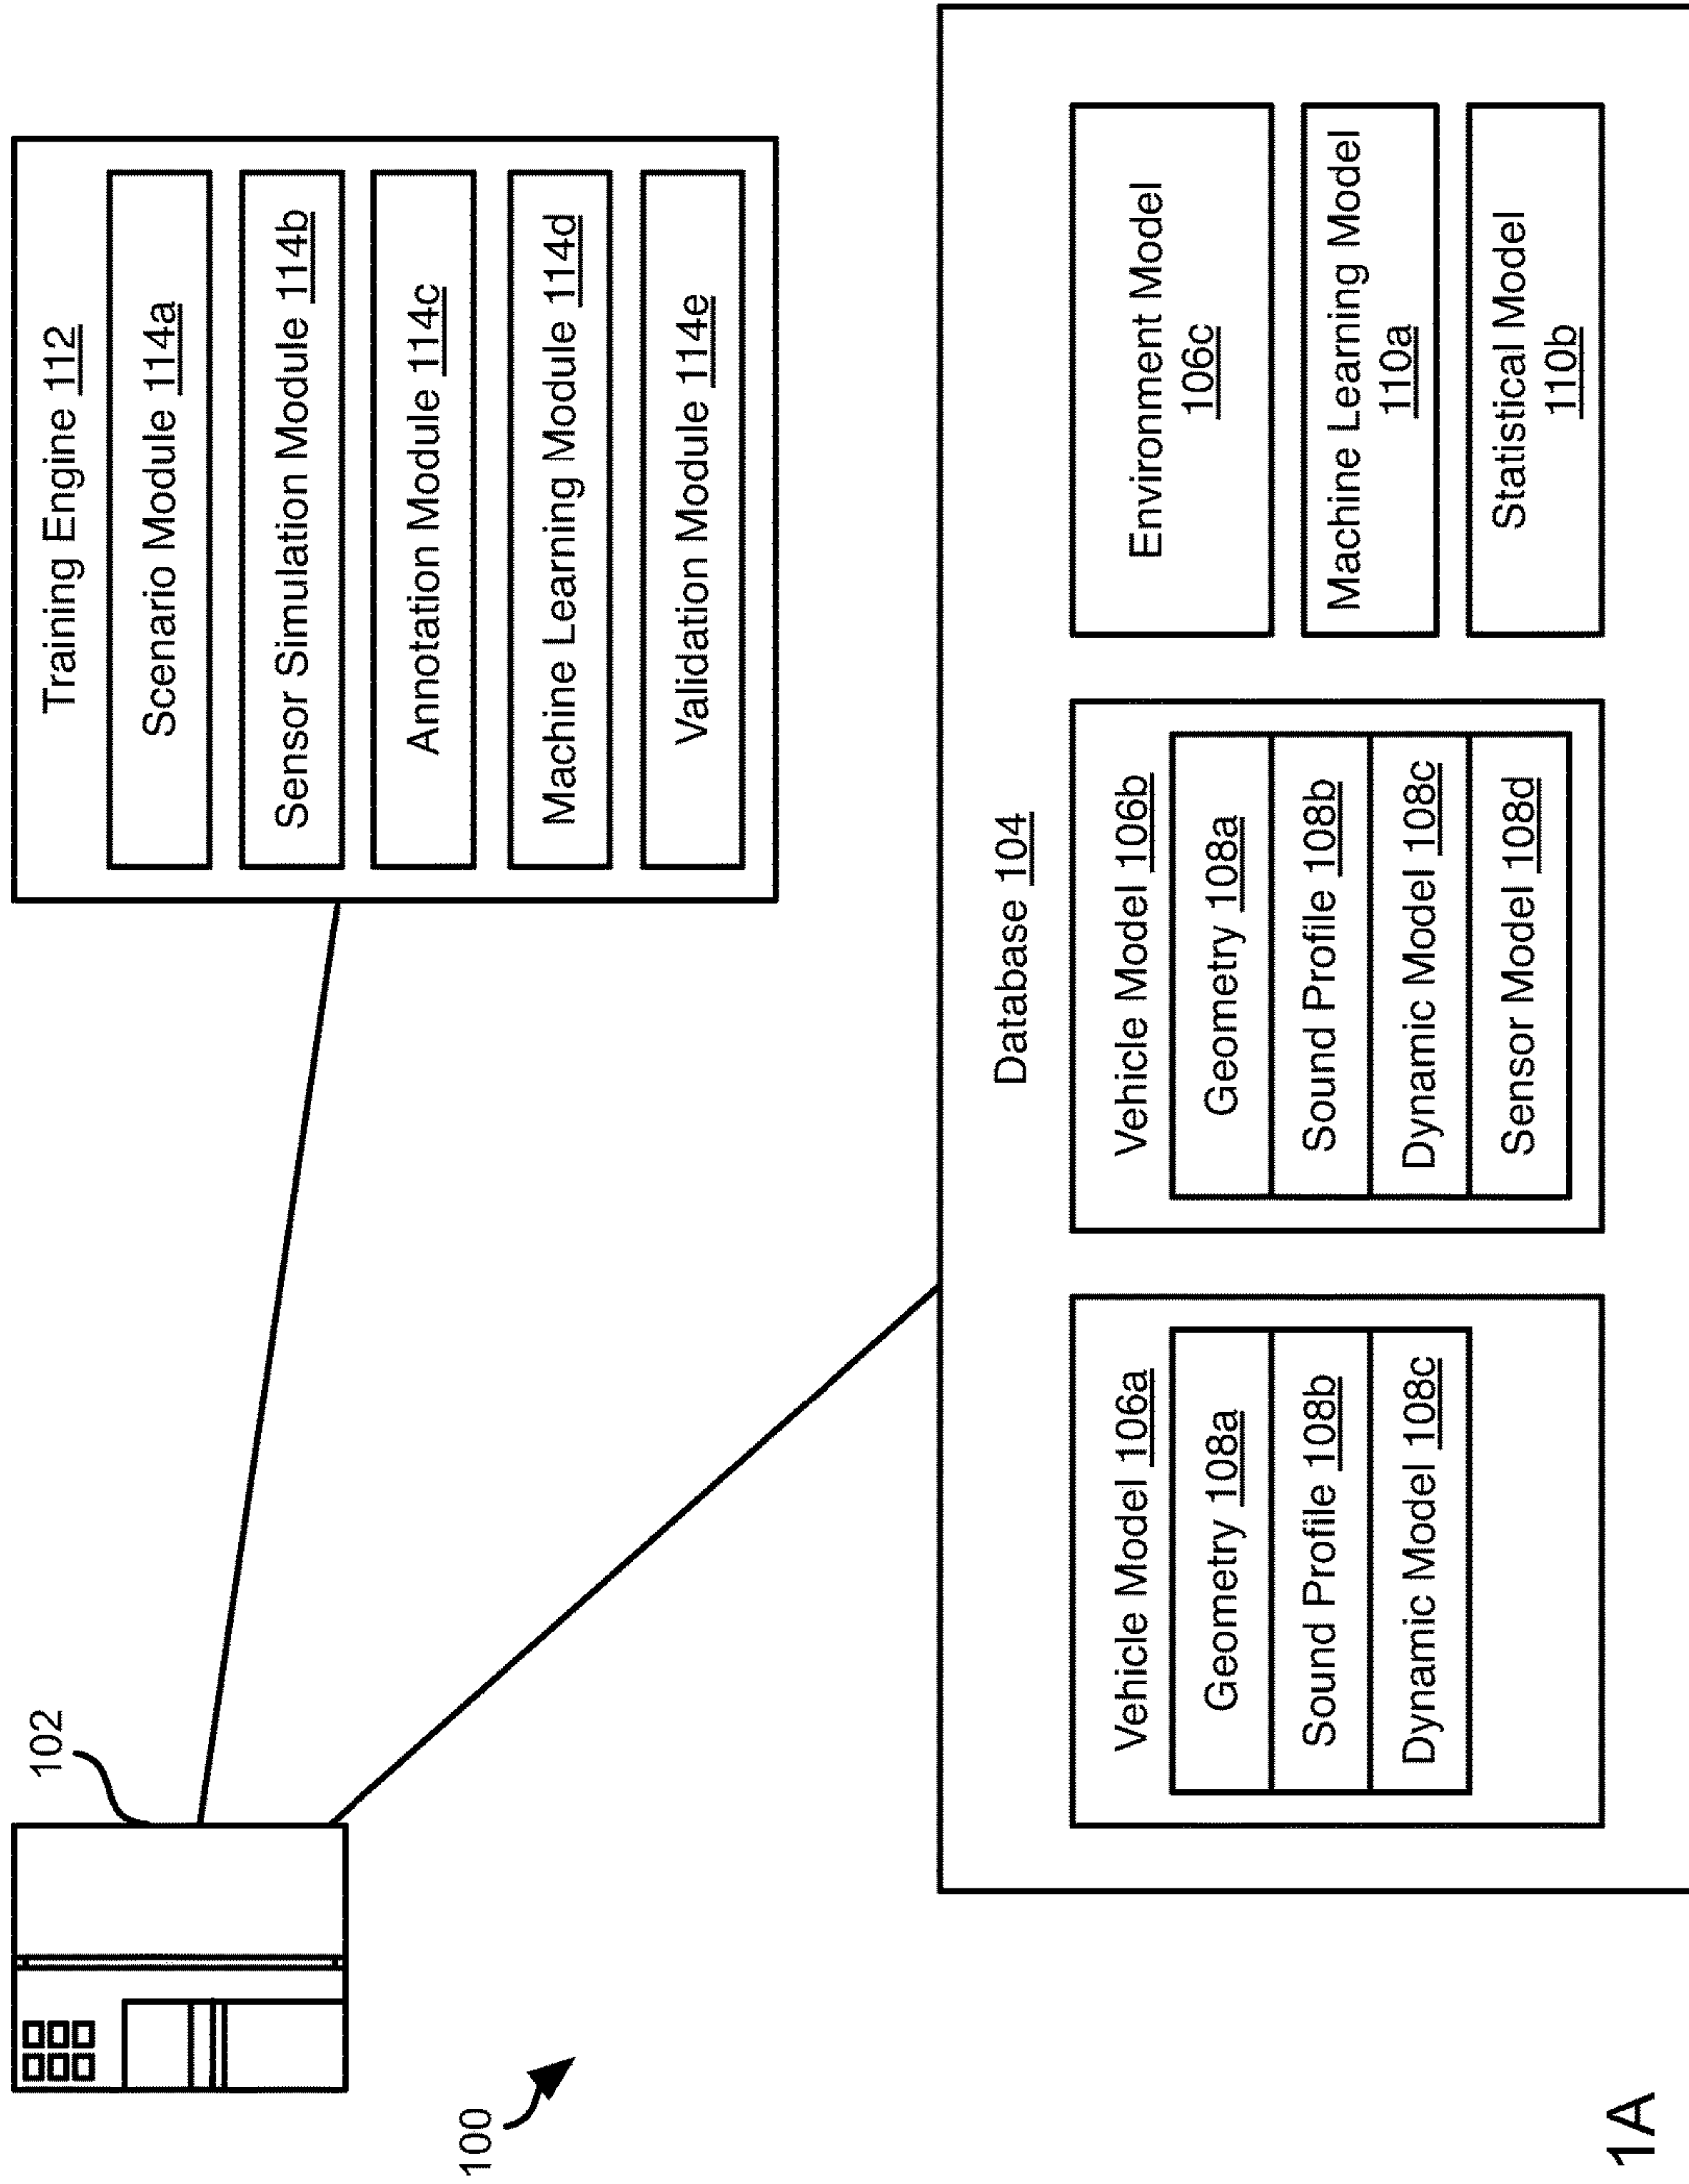 102
100
Training Engine 112
Scenario Module 114a
Sensor Simulation Module 114b
Annotation Module 114c
Machine Learning Module 114d
Validation Module 114e
Database 104
Vehicle Model 106a
Geometry 108a
Sound Profile 108b
Dynamic Model 108c
Vehicle Model 106b
Geometry 108a
Sound Profile 108b
Dynamic Model 108c
Sensor Model 108d
Environment Model
106c
Machine Learning Model
110a
Statistical Model
110b
1A